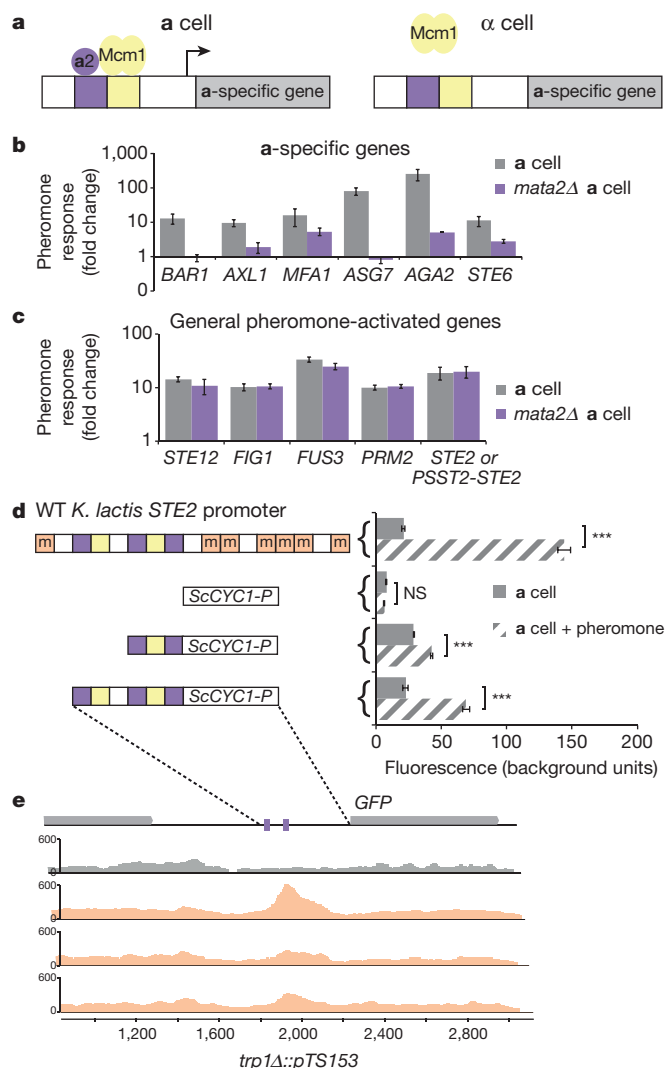 a
a cell
α cell
a2
Mcm1
a-specific gene
Mcm1
a-specific gene
b
a-specific genes
Pheromone response (fold change)
1,000
100
10
1
0
a cell
mata2Δ a cell
BAR1 AXL1 MFA1 ASG7 AGA2 STE6
c
General pheromone-activated genes
Pheromone response (fold change)
100
10
1
a cell
mata2Δ a cell
STE12 FIG1 FUS3 PRM2 STE2 or PSST2-STE2
d WT K. lactis STE2 promoter
m m m m m m m
ScCYC1-P
ScCYC1-P
ScCYC1-P
***
NS
***
***
a cell
a cell + pheromone
0 50 100 150 200
Fluorescence (background units)
e
GFP
600
0
600
0
600
0
600
0
1,200 1,600 2,000 2,400 2,800
trp1Δ::pTS153